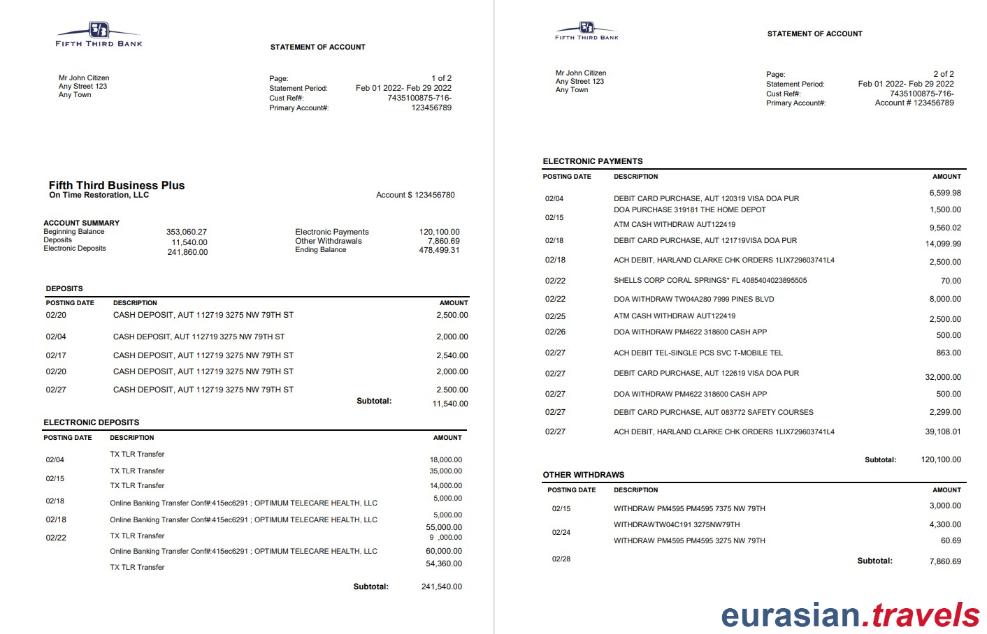 FIFTH THIRD BANK
STATEMENT OF ACCOUNT
Mr John Citizen
Any Street 123
Any Town
Page: 1 of 2
Statement Period: Feb 01 2022- Feb 29 2022
Cust Ref#: 7435100875-716-
Primary Account#: 123456789
Fifth Third Business Plus
On Time Restoration, LLC Account $ 123456780
ACCOUNT SUMMARY
Beginning Balance 353,060.27 Electronic Payments 120,100.00
Deposits 11,540.00 Other Withdrawals 7,860.69
Electronic Deposits 241,860.00 Ending Balance 478,499.31
DEPOSITS
POSTING DATE DESCRIPTION AMOUNT
02/20 CASH DEPOSIT, AUT 112719 3275 NW 79TH ST 2,500.00
02/04 CASH DEPOSIT, AUT 112719 3275 NW 79TH ST 2,000.00
02/17 CASH DEPOSIT, AUT 112719 3275 NW 79TH ST 2,540.00
02/20 CASH DEPOSIT, AUT 112719 3275 NW 79TH ST 2,000.00
02/27 CASH DEPOSIT, AUT 112719 3275 NW 79TH ST 2,500.00
Subtotal: 11,540.00
ELECTRONIC DEPOSITS
POSTING DATE DESCRIPTION AMOUNT
TX TLR Transfer
02/04 18,000.00
TX TLR Transfer 35,000.00
02/15
TX TLR Transfer 14,000.00
02/18 5,000.00
Online Banking Transfer Conf#:415ec6291 ; OPTIMUM TELECARE HEALTH, LLC
5,000.00
02/18 Online Banking Transfer Conf#:415ec6291 ; OPTIMUM TELECARE HEALTH, LLC
55,000.00
02/22 TX TLR Transfer 9 ,000.00
Online Banking Transfer Conf#:415ec6291 ; OPTIMUM TELECARE HEALTH, LLC 60,000.00
TX TLR Transfer 54,360.00
Subtotal: 241,540.00
FIFTH THIRD BANK
STATEMENT OF ACCOUNT
Mr John Citizen
Any Street 123
Any Town
Page: 2 of 2
Statement Period: Feb 01 2022- Feb 29 2022
Cust Ref#: 7435100875-716-
Primary Account#: Account # 123456789
ELECTRONIC PAYMENTS
POSTING DATE DESCRIPTION AMOUNT
02/04 DEBIT CARD PURCHASE, AUT 120319 VISA DOA PUR 6,599.98
DOA PURCHASE 319181 THE HOME DEPOT 1,500.00
02/15
ATM CASH WITHDRAW AUT122419 9,560.02
02/18 DEBIT CARD PURCHASE, AUT 121719VISA DOA PUR 14,099.99
02/18 ACH DEBIT, HARLAND CLARKE CHK ORDERS 1LIX729603741L4 2,500.00
02/22 SHELLS CORP CORAL SPRINGS* FL 4085404023895505 70.00
02/22 DOA WITHDRAW TW04A280 7999 PINES BLVD 8,000.00
02/25 ATM CASH WITHDRAW AUT122419 2,500.00
02/26 DOA WITHDRAW PM4622 318600 CASH APP 500.00
02/27 ACH DEBIT TEL-SINGLE PCS SVC T-MOBILE TEL 863.00
02/27 DEBIT CARD PURCHASE, AUT 122619 VISA DOA PUR 32,000.00
02/27 DOA WITHDRAW PM4622 318600 CASH APP 500.00
02/27 DEBIT CARD PURCHASE, AUT 083772 SAFETY COURSES 2,299.00
02/27 ACH DEBIT, HARLAND CLARKE CHK ORDERS 1LIX729603741L4 39,108.01
Subtotal: 120,100.00
OTHER WITHDRAWS
POSTING DATE DESCRIPTION AMOUNT
02/15 WITHDRAW PM4595 PM4595 7375 NW 79TH 3,000.00
WITHDRAWTW04C191 3275NW79TH 4,300.00
02/24
WITHDRAW PM4595 PM4595 3275 NW 79TH 60.69
02/28 Subtotal: 7,860.69
eurasian.travels